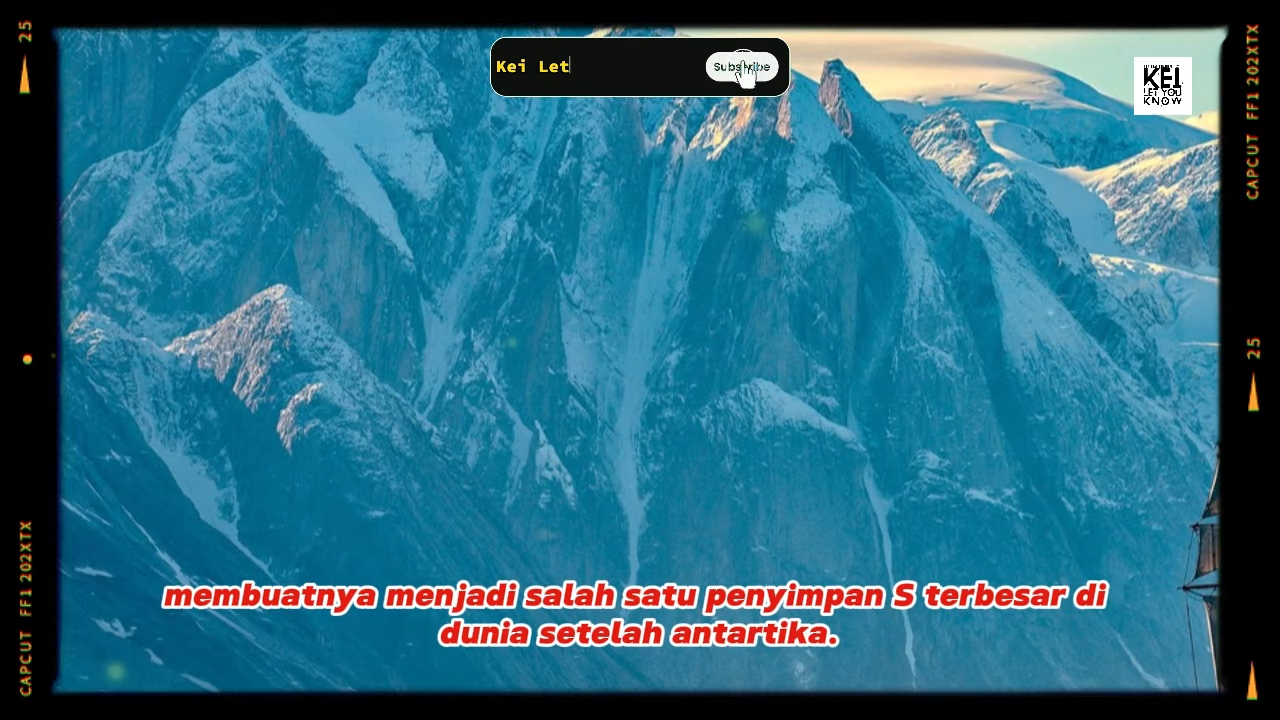 25
Kei Let
Subscribe
KEI
LET YOU
KNOW
CAPCUT FF1 202XTX
25
CAPCUT FF1 202XTX
membuatnya menjadi salah satu penyimpan S terbesar di
dunia setelah antartika.